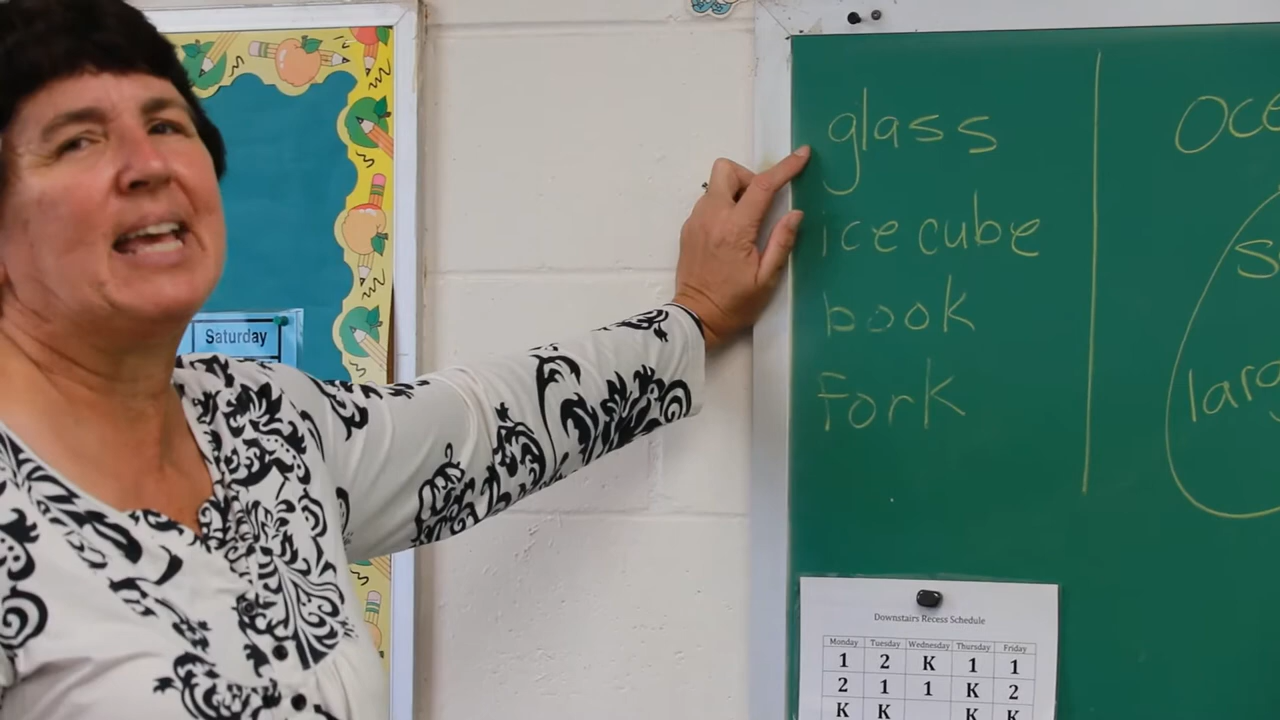 Saturday
glass
ice cube
book
fork
Downstairs Recess Schedule
Monday Tuesday Wednesday Thursday Friday
1 2 K 1 1
2 1 1 K 2
K K K K